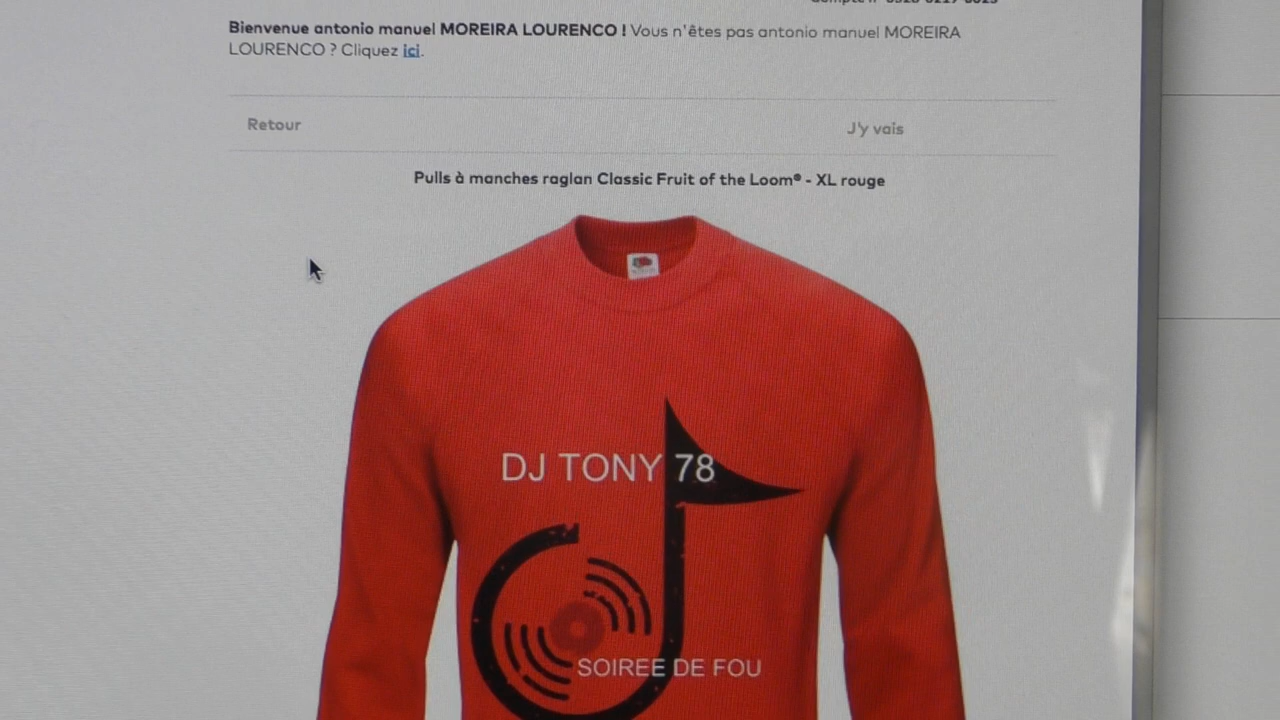 Bienvenue antonio manuel MOREIRA LOURENCO ! Vous n'êtes pas antonio manuel MOREIRA
LOURENCO ? Cliquez ici.
Retour
J'y vais
Pulls à manches raglan Classic Fruit of the Loom® - XL rouge
DJ TONY 78
SOIREE DE FOU